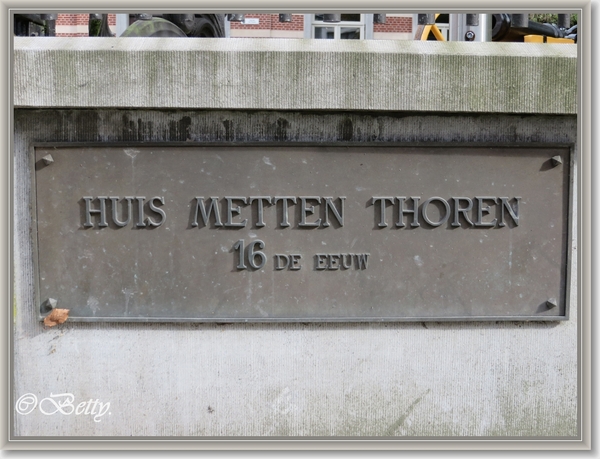 HUIS METTEN THOREN
16 DE EEUW
©Betty.